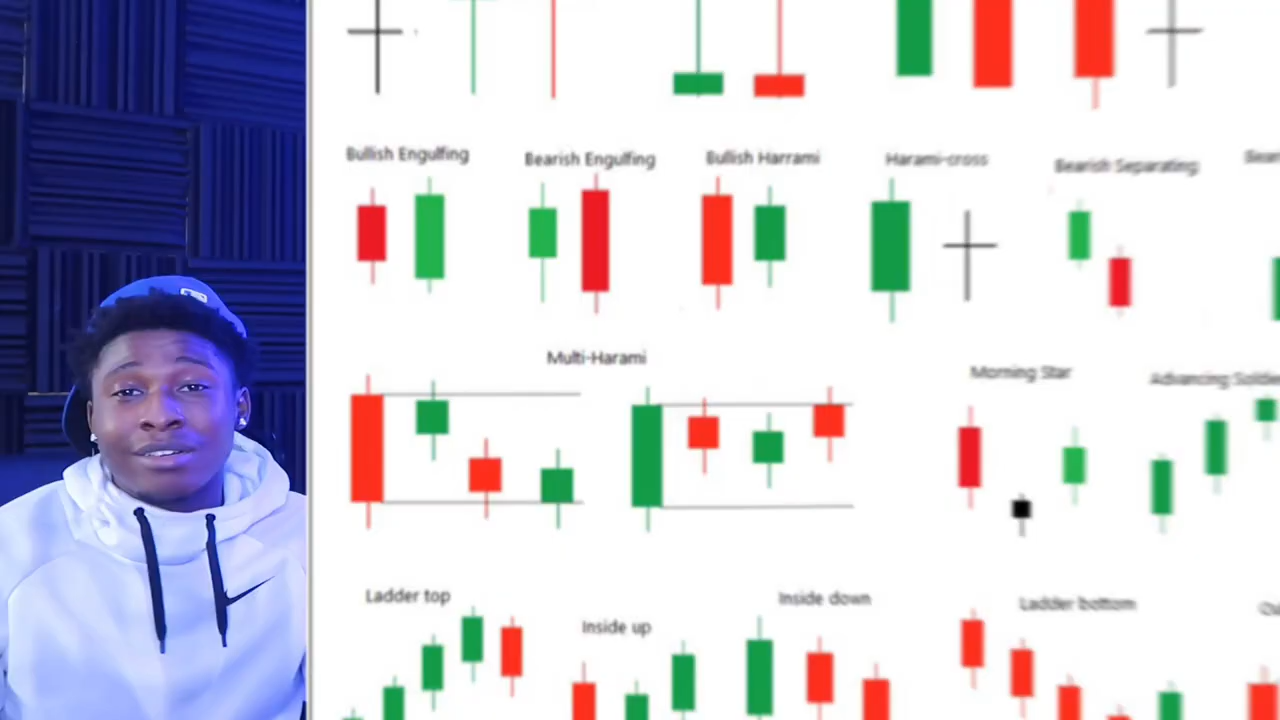 Bullish Engulfing
Bearish Engulfing
Bullish Harrami
Harami-cross
Bearish Separating
Multi-Harami
Morning Star
Advancing
Ladder top
Inside up
Inside down
Ladder bottom